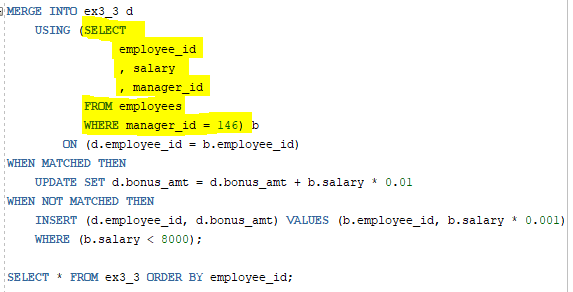 MERGE INTO ex3_3 d
USING (SELECT
employee_id
, salary
, manager_id
FROM employees
WHERE manager_id = 146) b
ON (d.employee_id = b.employee_id)
WHEN MATCHED THEN
UPDATE SET d.bonus_amt = d.bonus_amt + b.salary * 0.01
WHEN NOT MATCHED THEN
INSERT (d.employee_id, d.bonus_amt) VALUES (b.employee_id, b.salary * 0.001)
WHERE (b.salary < 8000);
SELECT * FROM ex3_3 ORDER BY employee_id;